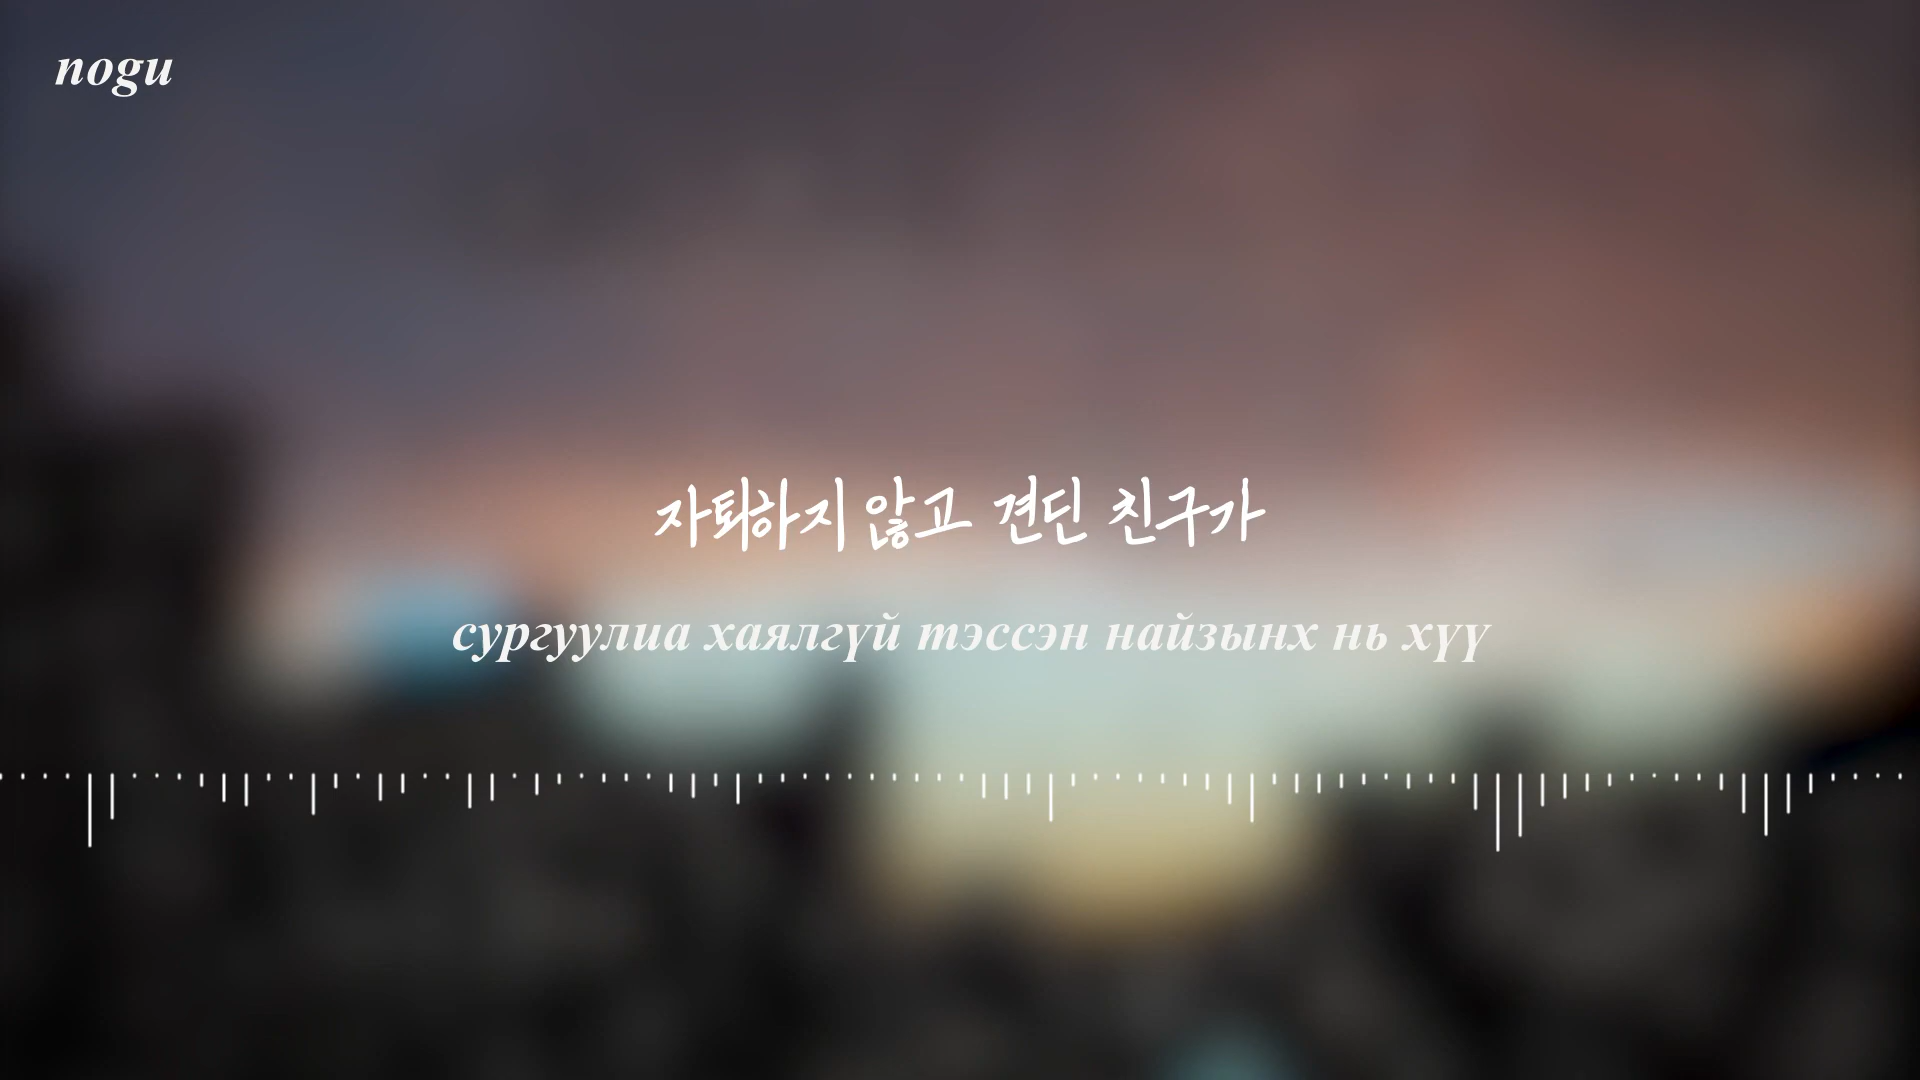 nogu
자퇴하지 않고 견딘 친구가
сургуулиа хаялгүй тэссэн найзынх нь хүү